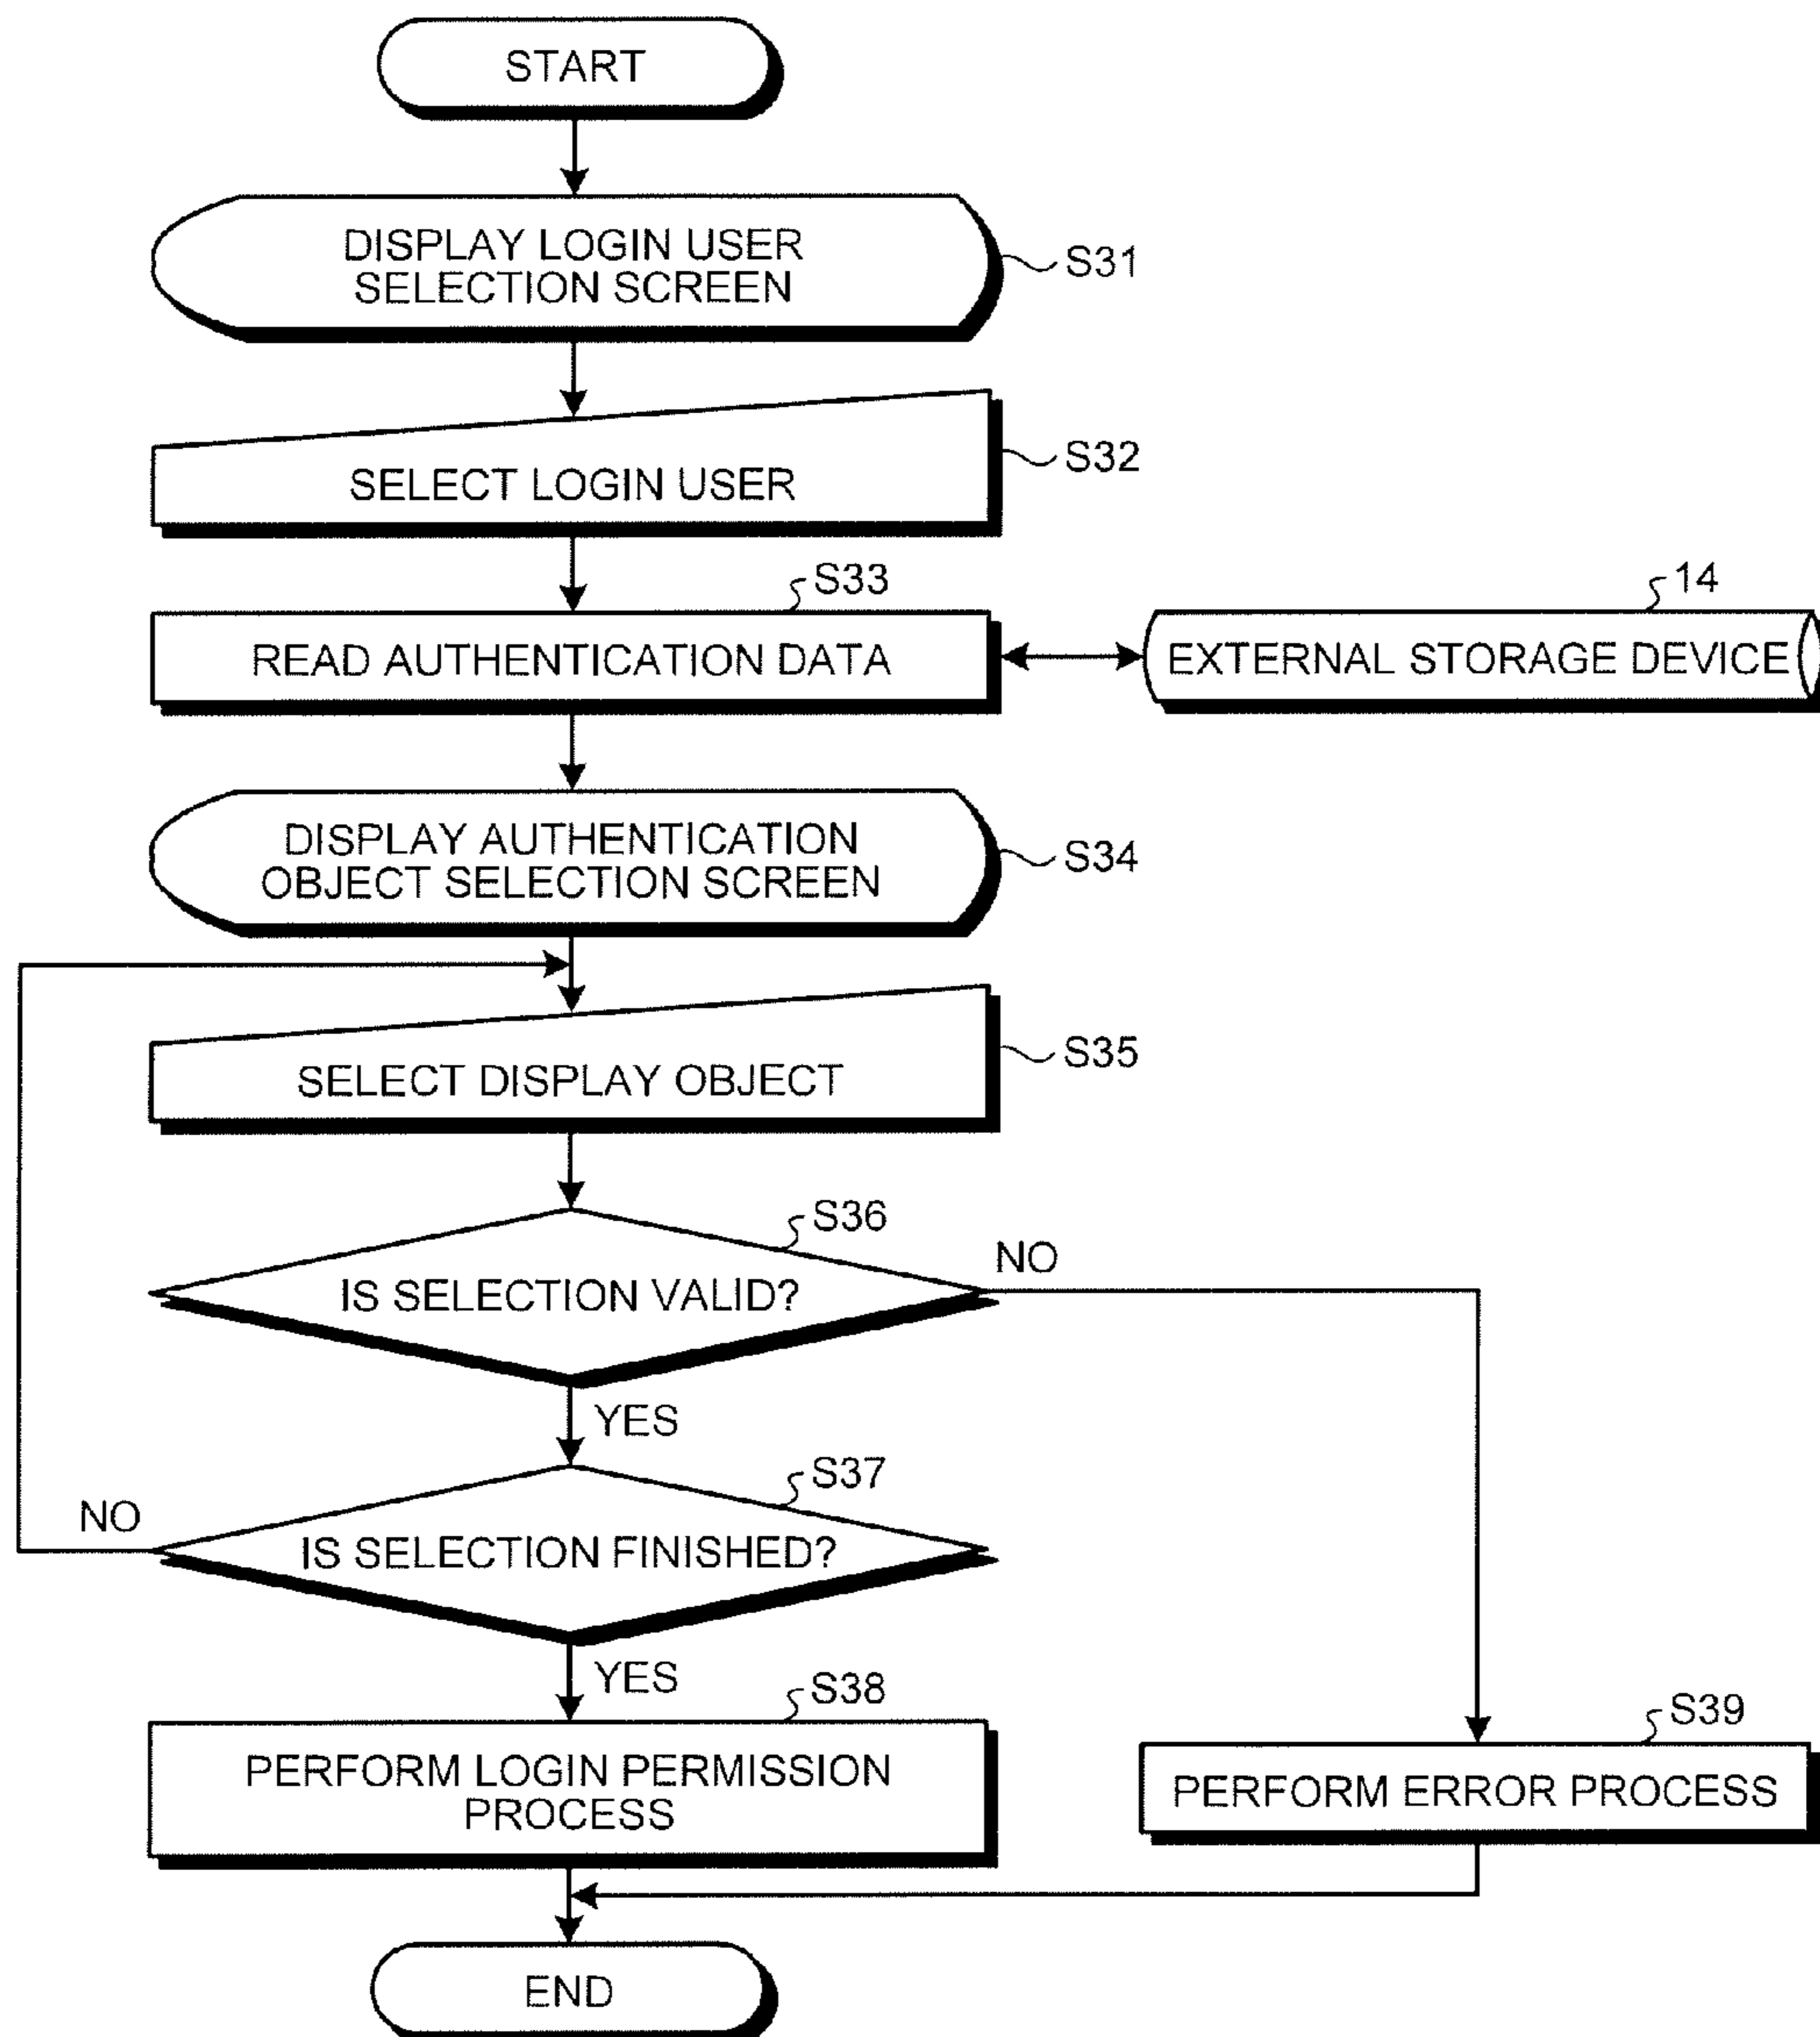 START
DISPLAY LOGIN USER
SELECTION SCREEN
S31
SELECT LOGIN USER
S32
S33
READ AUTHENTICATION DATA
14
EXTERNAL STORAGE DEVICE
DISPLAY AUTHENTICATION
OBJECT SELECTION SCREEN
S34
SELECT DISPLAY OBJECT
S35
S36
IS SELECTION VALID?
NO
YES
S37
IS SELECTION FINISHED?
NO
YES
S38
PERFORM LOGIN PERMISSION
PROCESS
S39
PERFORM ERROR PROCESS
END